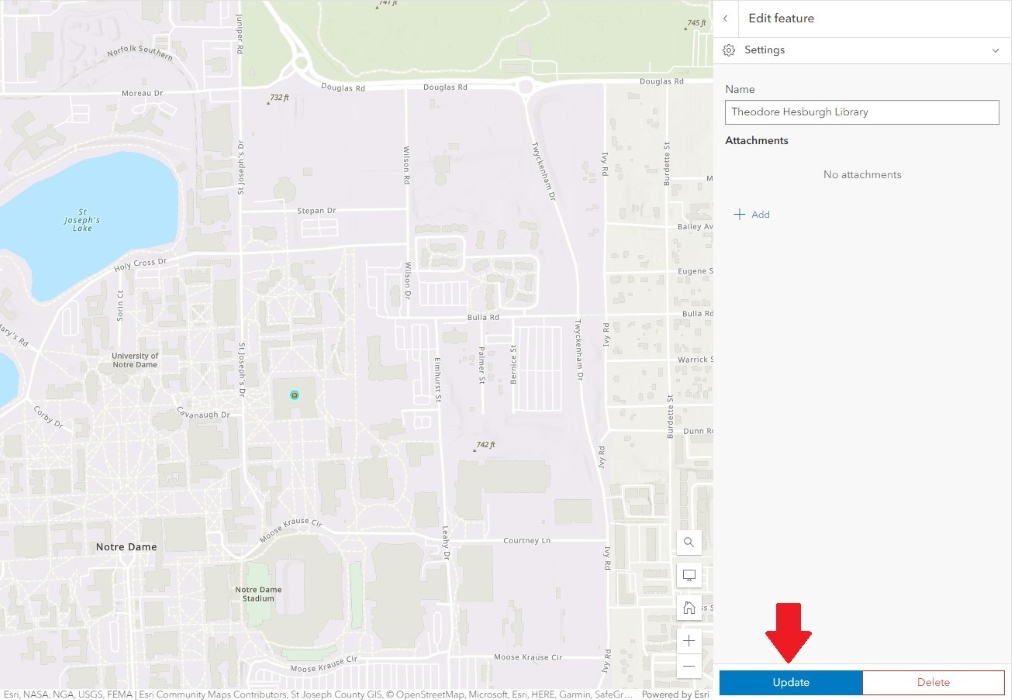 747 ft
745 ft
Edit feature
Settings
Name
Theodore Hesburgh Library
Attachments
No attachments
Add
Juniper Rd
Norfolk Southern
Moreau Dr
732 ft
Douglas Rd
Douglas Rd
Douglas Rd
St Joseph's Dr
Wilson Rd
Twyckenham Dr
Ivy Rd
Burdette St
M
St
Joseph's
Lake
Stepan Dr
Bailey Av
Holy Cross Dr
Sorin Ct
Wilson Dr
Eugene S
Bulla Rd
Bulla Rd
Mary's Rd
University of
Notre Dame
St Joseph's Dr
Elmhurst St
Palmer St
Bernice St
Twyckenham Dr
Ivy Rd
Warrick S
Burdette St
Corby Dr
Cavanaugh Dr
742 ft
Dunn R
Ivy Rd
Notre Dame
Moose Krause Cir
Leahy Dr
Courtney Ln
Ivy Rd
Notre Dame
Stadium
ss S
Moose Krause Cir
Moose Krause Cir
Ivy Rd
Update
Delete
Esri, NASA, NGA, USGS, FEMA | Esri Community Maps Contributors, St.Joseph County GIS, © OpenStreetMap, Microsoft, Esri, HERE, Garmin, SafeGr...
Powered by Esri